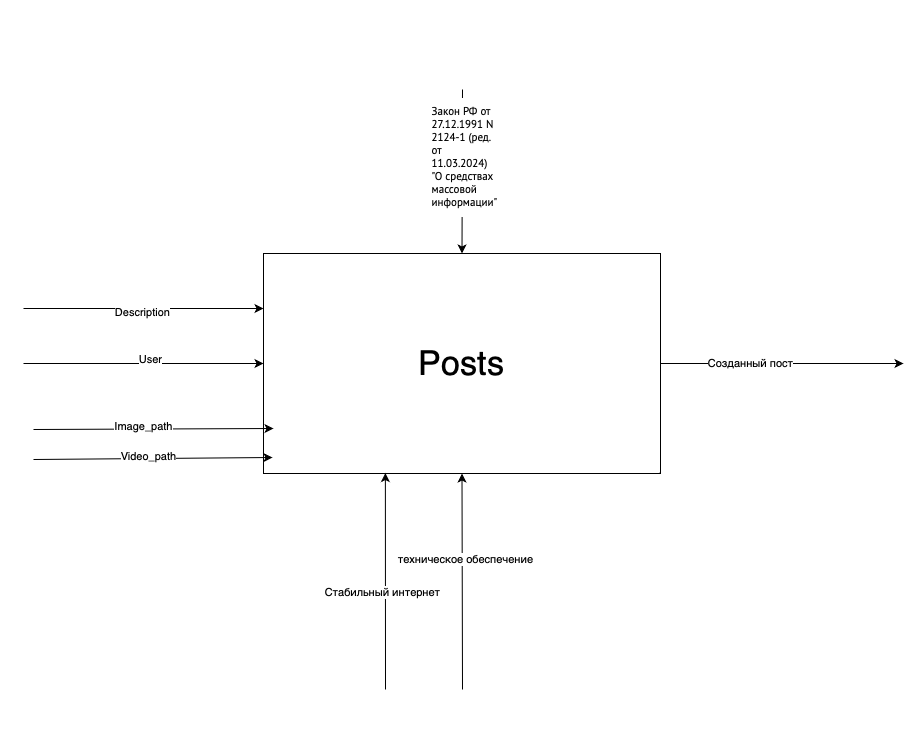 Закон РФ от
27.12.1991 N
2124-1 (ред.
от
11.03.2024)
"О средствах
массовой
информации"
Description
User
Posts
Созданный пост
Image_path
Video_path
техническое обеспечение
Стабильный интернет